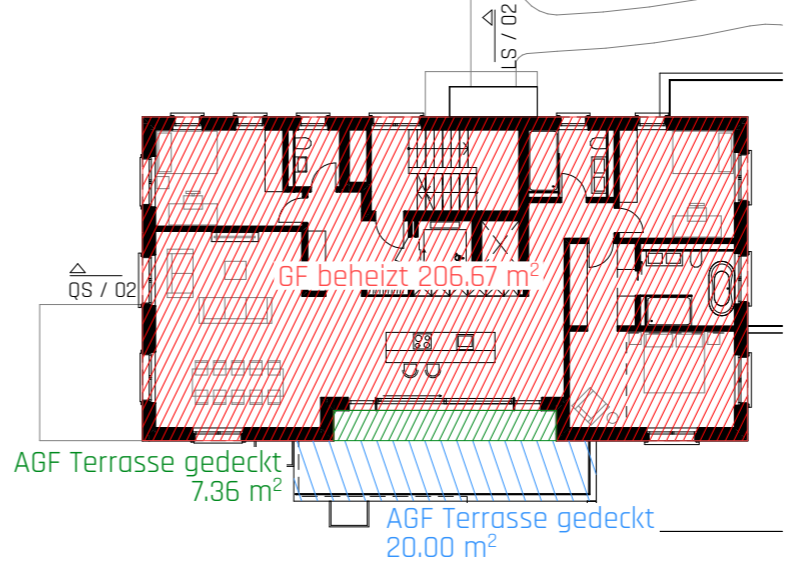 LS / 02
GF beheizt 206.67 m²
QS / 02
AGF Terrasse gedeckt
7.36 m²
AGF Terrasse gedeckt
20.00 m²